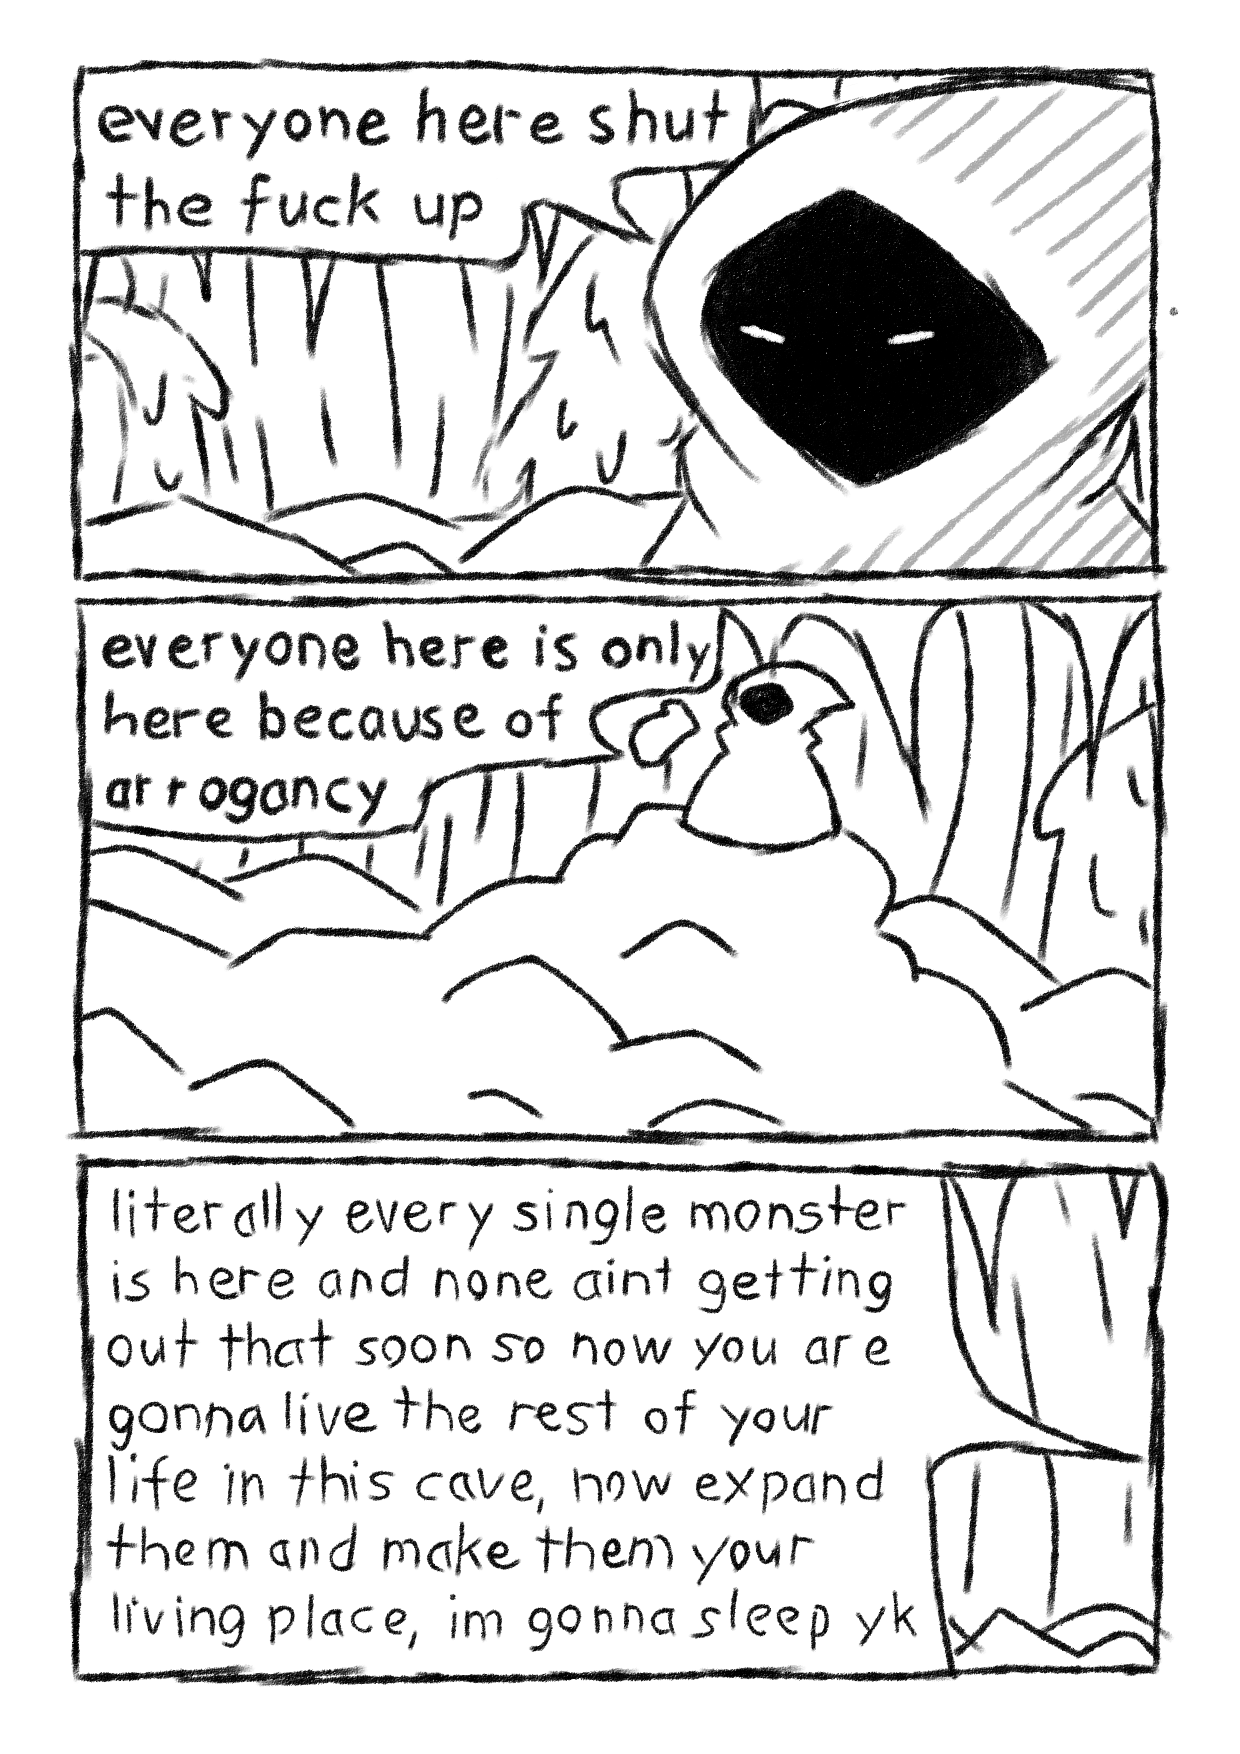 everyone here shut
the fuck up
everyone here is only
here because of
arrogancy
literally every single monster
is here and none aint getting
out that soon so now you are
gonna live the rest of your
life in this cave, now expand
them and make them your
living place, im gonna sleep yk